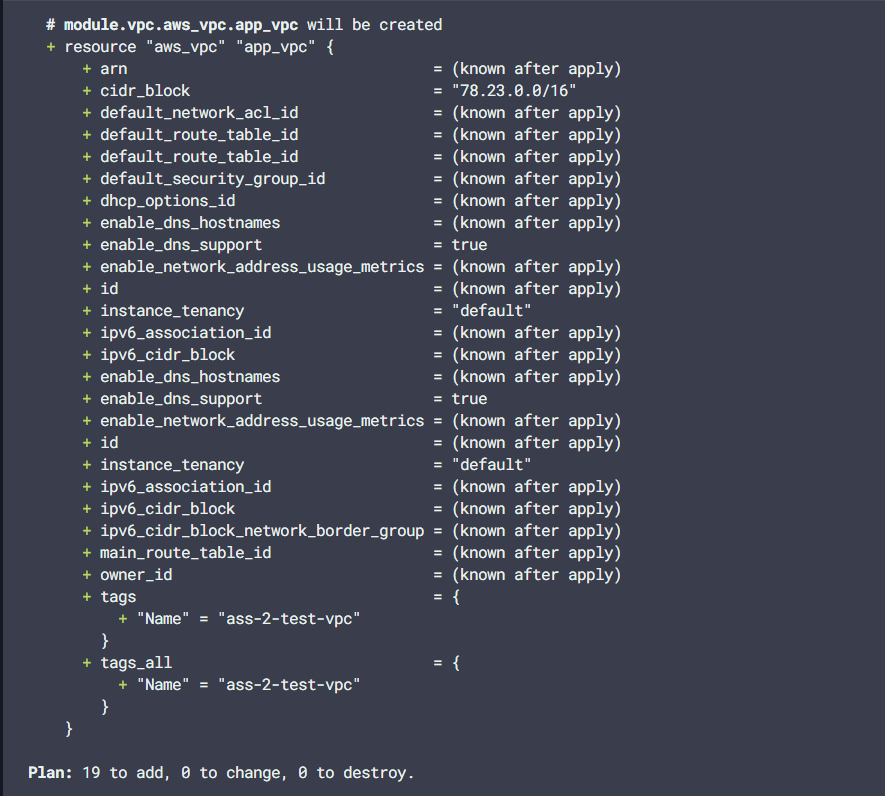 # module.vpc.aws_vpc.app_vpc will be created
+ resource "aws_vpc" "app_vpc" {
+ arn = (known after apply)
+ cidr_block = "78.23.0.0/16"
+ default_network_acl_id = (known after apply)
+ default_route_table_id = (known after apply)
+ default_route_table_id = (known after apply)
+ default_security_group_id = (known after apply)
+ dhcp_options_id = (known after apply)
+ enable_dns_hostnames = (known after apply)
+ enable_dns_support = true
+ enable_network_address_usage_metrics = (known after apply)
+ id = (known after apply)
+ instance_tenancy = "default"
+ ipv6_association_id = (known after apply)
+ ipv6_cidr_block = (known after apply)
+ enable_dns_hostnames = (known after apply)
+ enable_dns_support = true
+ enable_network_address_usage_metrics = (known after apply)
+ id = (known after apply)
+ instance_tenancy = "default"
+ ipv6_association_id = (known after apply)
+ ipv6_cidr_block = (known after apply)
+ ipv6_cidr_block_network_border_group = (known after apply)
+ main_route_table_id = (known after apply)
+ owner_id = (known after apply)
+ tags = {
+ "Name" = "ass-2-test-vpc"
}
+ tags_all = {
+ "Name" = "ass-2-test-vpc"
}
}
Plan: 19 to add, 0 to change, 0 to destroy.